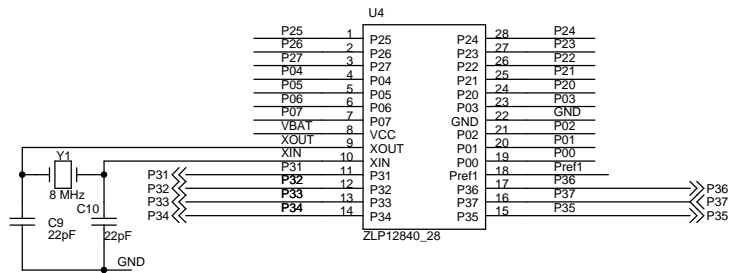 U4
P25 1 P25 P24 28 P24
P26 2 P26 P23 27 P23
P27 3 P27 P22 26 P22
P04 4 P04 P21 25 P21
P05 5 P05 P20 24 P20
P06 6 P06 P03 23 P03
P07 7 P07 GND 22 GND
VBAT 8 VCC P02 21 P02
XOUT 9 XOUT P01 20 P01
XIN 10 XIN P00 19 P00
P31 P31 11 P31 Pref1 18 Pref1
P32 P32 12 P32 P36 17 P36 P36
P33 P33 13 P33 P37 16 P37 P37
P34 P34 14 P34 P35 15 P35 P35
ZLP12840_28
Y1
8 MHz
C9
22pF
C10
22pF
GND